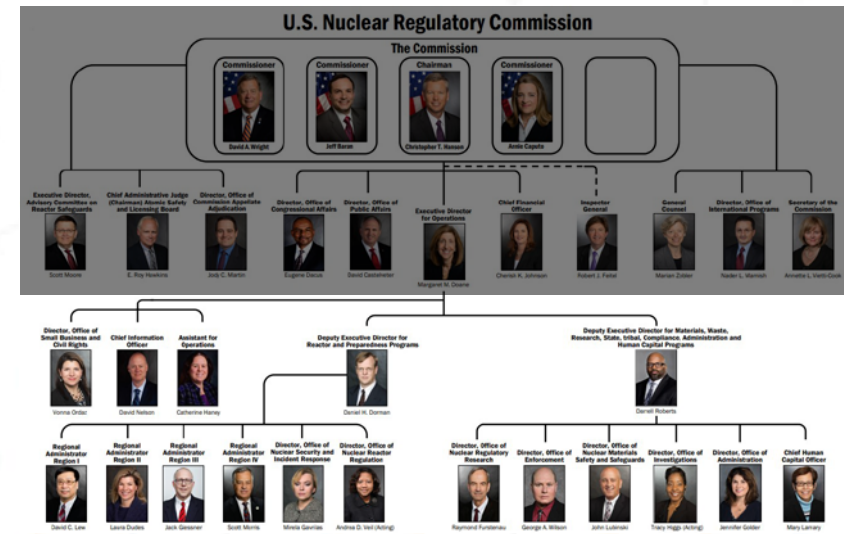 U.S. Nuclear Regulatory Commission
The Commission
Commissioner
David A. Wright
Commissioner
Jeff Baran
Chairman
Christopher T. Hanson
Commissioner
Annie Caputo
Executive Director,
Advisory Committee on
Reactor Safeguards
Scott Moore
Chief Administrative Judge
(Chairman) Atomic Safety
and Licensing Board
E. Roy Hawkens
Director, Office of
Commission Appellate
Adjudication
Jody C. Martin
Director, Office of
Congressional Affairs
Eugene Dacus
Director, Office of
Public Affairs
David Castelveter
Executive Director
for Operations
Margaret M. Doane
Chief Financial
Officer
Cherish K. Johnson
Inspector
General
Robert J. Feitel
General
Counsel
Marian Zobler
Director, Office of
International Programs
Nader L. Mamish
Secretary of the
Commission
Annette L. Vietti-Cook
Director, Office of
Small Business and
Civil Rights
Vonna Ordaz
Chief Information
Officer
David Nelson
Assistant for
Operations
Catherine Haney
Deputy Executive Director for
Reactor and Preparedness Programs
Daniel H. Dorman
Deputy Executive Director for Materials, Waste,
Research, State, tribal, Compliance, Administration and
Human Capital Programs
Darrell Roberts
Regional
Administrator
Region I
David C. Lew
Regional
Administrator
Region II
Laura Dudes
Regional
Administrator
Region III
Jack Giessner
Regional
Administrator
Region IV
Scott Morris
Director, Office of
Nuclear Security and
Incident Response
Mirela Gavrilas
Director, Office of
Nuclear Reactor
Regulation
Andrea D. Veil (Acting)
Director, Office of
Nuclear Regulatory
Research
Raymond Furstenau
Director, Office of
Enforcement
George A. Wilson
Director, Office of
Nuclear Materials
Safety and Safeguards
John Lubinski
Director, Office of
Investigations
Tracy Higgs (Acting)
Director, Office of
Administration
Jennifer Golder
Chief Human
Capital Officer
Mary Lamary